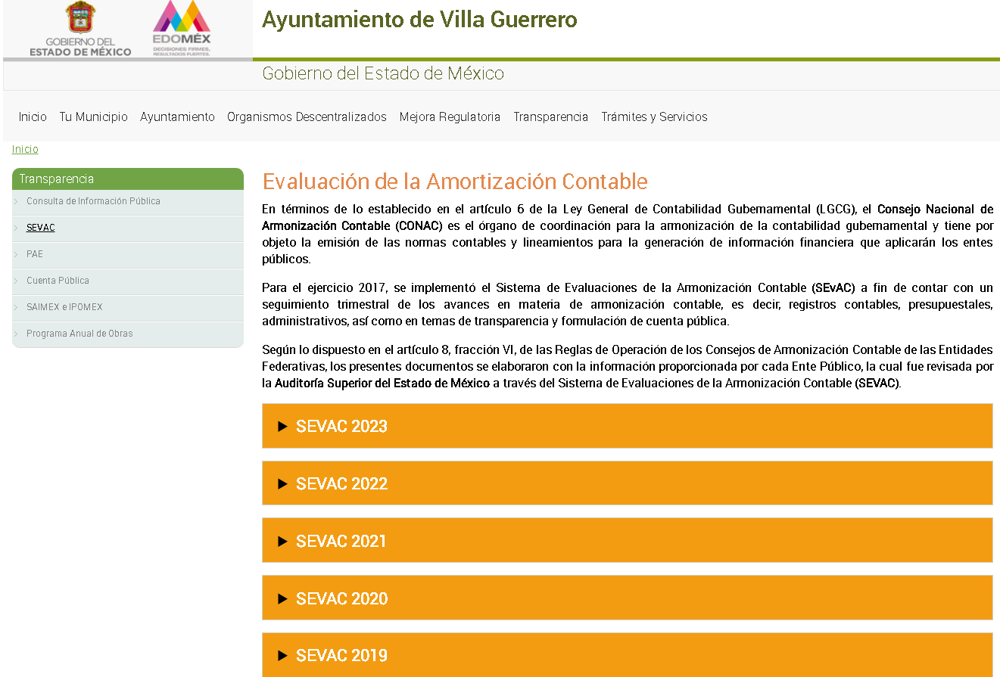 GOBIERNO DEL
ESTADO DE MÉXICO
EDOMÉX
DECISIONES FIRMES,
RESULTADOS FUERTES.
Ayuntamiento de Villa Guerrero
Gobierno del Estado de México
Inicio Tu Municipio Ayuntamiento Organismos Descentralizados Mejora Regulatoria Transparencia Trámites y Servicios
Inicio
Transparencia
Consulta de Información Pública
SEVAC
PAE
Cuenta Pública
SAIMEX e IPOMEX
Programa Anual de Obras
Evaluación de la Amortización Contable
En términos de lo establecido en el artículo 6 de la Ley General de Contabilidad Gubernamental (LGCG), el Consejo Nacional de
Armonización Contable (CONAC) es el órgano de coordinación para la armonización de la contabilidad gubernamental y tiene por
objeto la emisión de las normas contables y lineamientos para la generación de información financiera que aplicarán los entes
públicos.
Para el ejercicio 2017, se implementó el Sistema de Evaluaciones de la Armonización Contable (SEvAC) a fin de contar con un
seguimiento trimestral de los avances en materia de armonización contable, es decir, registros contables, presupuestales,
administrativos, así como en temas de transparencia y formulación de cuenta pública.
Según lo dispuesto en el artículo 8, fracción VI, de las Reglas de Operación de los Consejos de Armonización Contable de las Entidades
Federativas, los presentes documentos se elaboraron con la información proporcionada por cada Ente Público, la cual fue revisada por
la Auditoría Superior del Estado de México a través del Sistema de Evaluaciones de la Armonización Contable (SEVAC).
SEVAC 2023
SEVAC 2022
SEVAC 2021
SEVAC 2020
SEVAC 2019